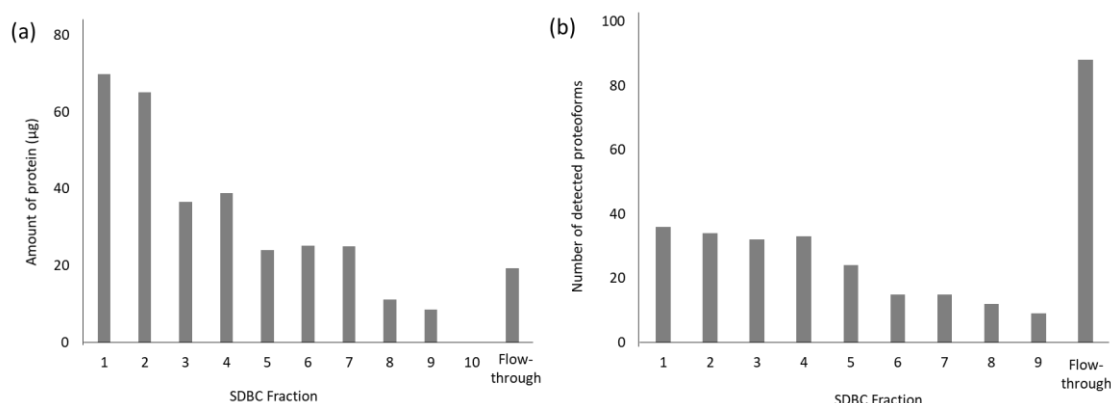 (a)
Amount of protein (µg)
80
60
40
20
0
1 2 3 4 5 6 7 8 9 10 Flow-
through
SDBC Fraction
(b)
Number of detected proteoforms
100
80
60
40
20
0
1 2 3 4 5 6 7 8 9 Flow-
through
SDBC Fraction